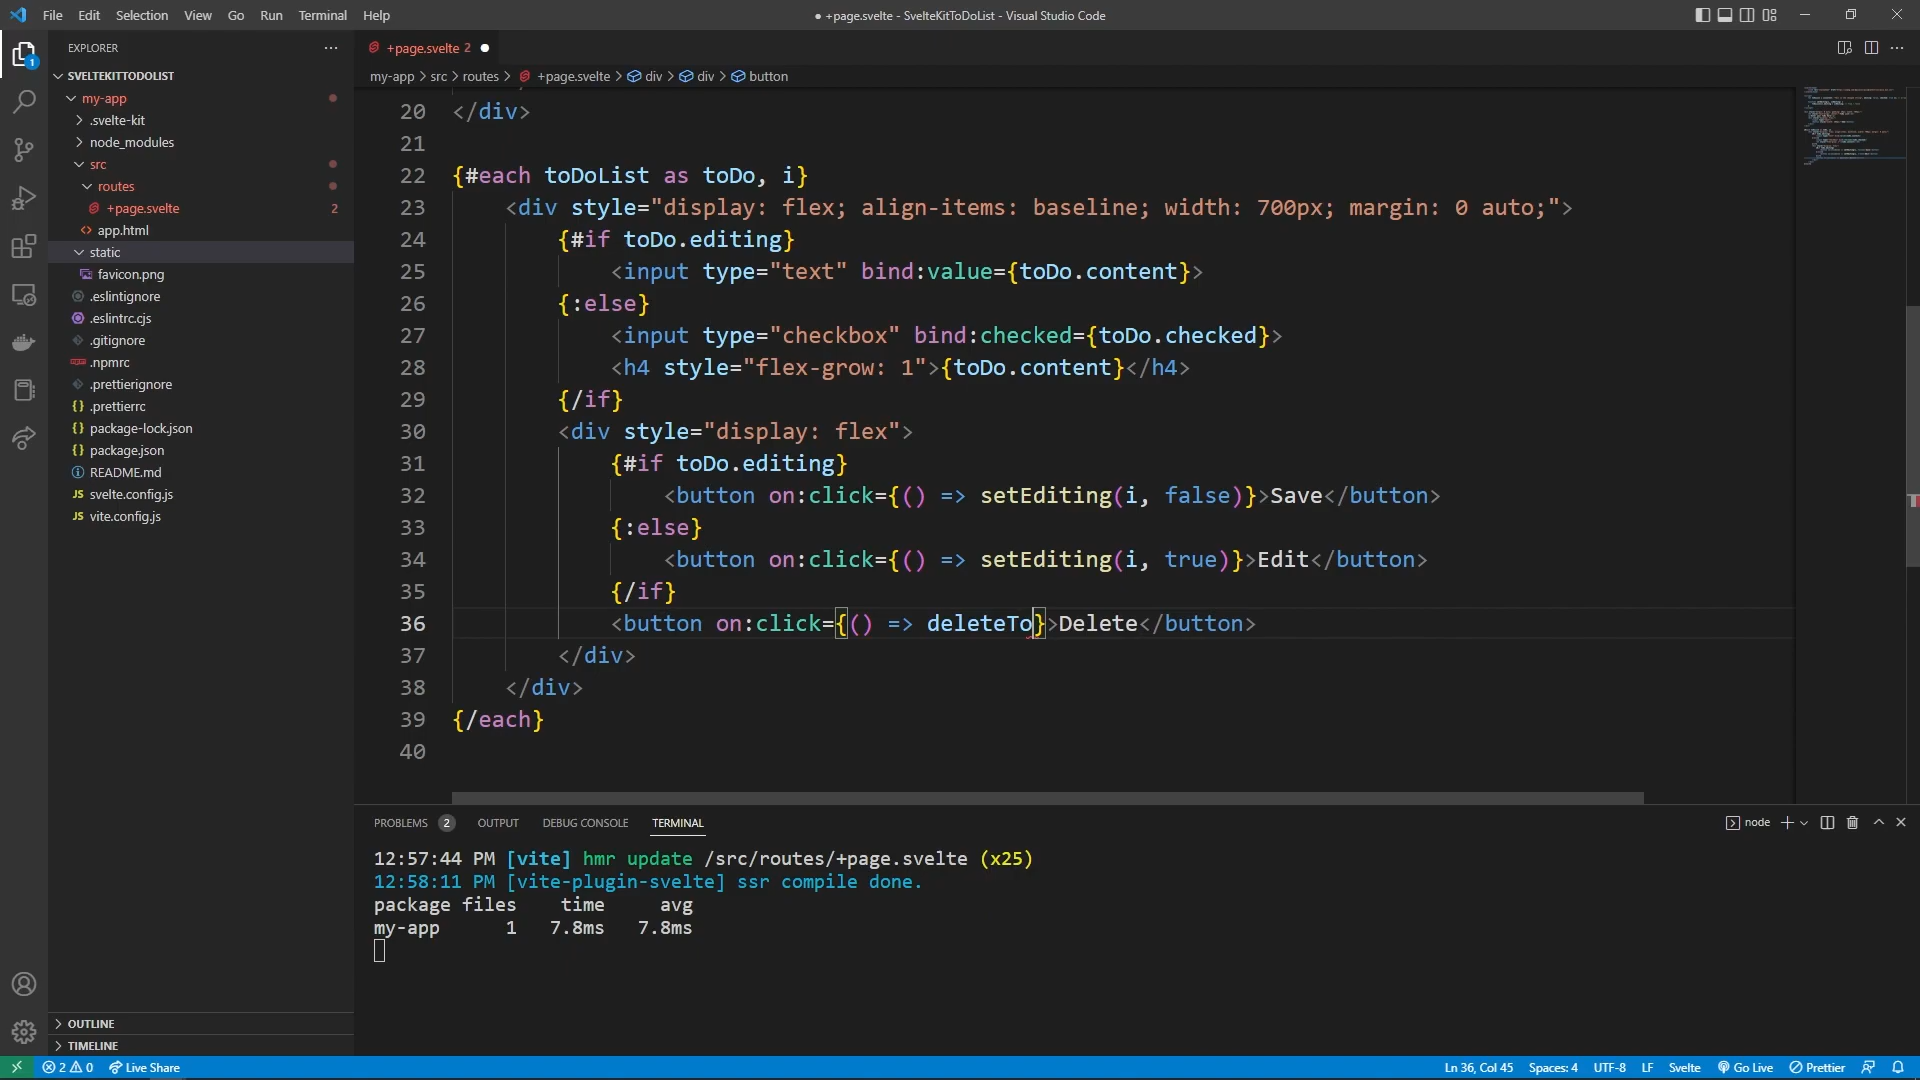 File Edit Selection View Go Run Terminal Help
● +page.svelte - SvelteKitToDoList - Visual Studio Code
EXPLORER
SVELTEKITTODOLIST
my-app
.svelte-kit
node_modules
src
routes
+page.svelte 2
app.html
static
favicon.png
.eslintignore
.eslintrc.cjs
.gitignore
.npmrc
.prettierignore
.prettierrc
package-lock.json
package.json
README.md
svelte.config.js
vite.config.js
OUTLINE
TIMELINE
+page.svelte 2
my-app > src > routes > +page.svelte > div > div > button
20 </div>
21
22 {#each toDoList as toDo, i}
23 <div style="display: flex; align-items: baseline; width: 700px; margin: 0 auto;">
24 {#if toDo.editing}
25 <input type="text" bind:value={toDo.content}>
26 {:else}
27 <input type="checkbox" bind:checked={toDo.checked}>
28 <h4 style="flex-grow: 1">{toDo.content}</h4>
29 {/if}
30 <div style="display: flex">
31 {#if toDo.editing}
32 <button on:click={() => setEditing(i, false)}>Save</button>
33 {:else}
34 <button on:click={() => setEditing(i, true)}>Edit</button>
35 {/if}
36 <button on:click={() => deleteTo}>Delete</button>
37 </div>
38 </div>
39 {/each}
40
PROBLEMS 2 OUTPUT DEBUG CONSOLE TERMINAL
node
12:57:44 PM [vite] hmr update /src/routes/+page.svelte (x25)
12:58:11 PM [vite-plugin-svelte] ssr compile done.
package files time avg
my-app 1 7.8ms 7.8ms
2 0 Live Share
Ln 36, Col 45 Spaces: 4 UTF-8 LF Svelte Go Live Prettier